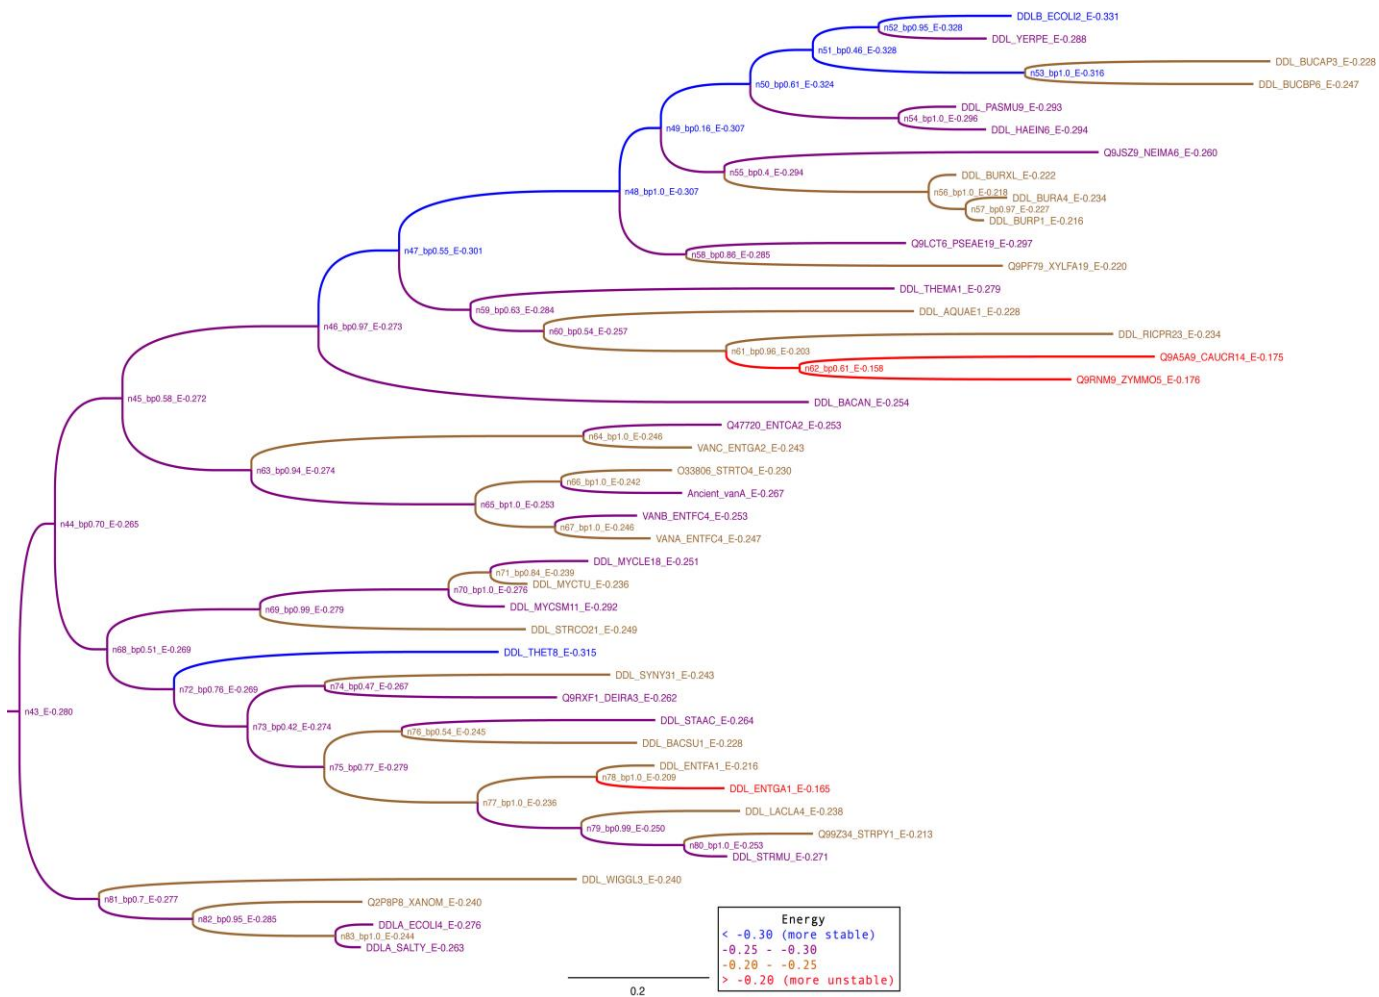 DDLB_ECOLI2_E-0.331
n52_bp0.95_E-0.328
DDL_YERPE_E-0.288
n51_bp0.46_E-0.328
DDL_BUCAP3_E-0.228
n53_bp1.0_E-0.316
DDL_BUCBP6_E-0.247
n50_bp0.61_E-0.324
DDL_PASMU9_E-0.293
n54_bp1.0_E-0.296
DDL_HAEIN6_E-0.294
n49_bp0.16_E-0.307
Q9JSZ9_NEIMA6_E-0.260
n55_bp0.4_E-0.294
DDL_BURXL_E-0.222
n56_bp1.0_E-0.218
DDL_BURA4_E-0.234
n57_bp0.97_E-0.227
DDL_BURP1_E-0.216
n48_bp1.0_E-0.307
Q9LCT6_PSEAE19_E-0.297
n58_bp0.86_E-0.285
Q9PF79_XYLFA19_E-0.220
n47_bp0.55_E-0.301
DDL_THEMA1_E-0.279
n59_bp0.63_E-0.284
DDL_AQUAE1_E-0.228
n60_bp0.54_E-0.257
DDL_RICPR23_E-0.234
n61_bp0.96_E-0.203
Q9A5A9_CAUCR14_E-0.175
n62_bp0.61_E-0.158
Q9RNM9_ZYMMO5_E-0.176
n46_bp0.97_E-0.273
DDL_BACAN_E-0.254
n45_bp0.58_E-0.272
Q47720_ENTCA2_E-0.253
n64_bp1.0_E-0.246
VANC_ENTGA2_E-0.243
n63_bp0.94_E-0.274
O33806_STRTO4_E-0.230
n66_bp1.0_E-0.242
Ancient_vanA_E-0.267
n65_bp1.0_E-0.253
VANB_ENTFC4_E-0.253
n67_bp1.0_E-0.246
VANA_ENTFC4_E-0.247
n44_bp0.70_E-0.265
DDL_MYCLE18_E-0.251
n71_bp0.84_E-0.239
DDL_MYCTU_E-0.236
n70_bp1.0_E-0.276
DDL_MYCSM11_E-0.292
n69_bp0.99_E-0.279
DDL_STRCO21_E-0.249
n68_bp0.51_E-0.269
DDL_THET8_E-0.315
n72_bp0.76_E-0.269
DDL_SYNY31_E-0.243
n74_bp0.47_E-0.267
Q9RXF1_DEIRA3_E-0.262
n43_E-0.280
n73_bp0.42_E-0.274
DDL_STAAC_E-0.264
n76_bp0.54_E-0.245
DDL_BACSU1_E-0.228
n75_bp0.77_E-0.279
DDL_ENTFA1_E-0.216
n78_bp1.0_E-0.209
DDL_ENTGA1_E-0.165
n77_bp1.0_E-0.236
DDL_LACLA4_E-0.238
n79_bp0.99_E-0.250
Q99Z34_STRPY1_E-0.213
n80_bp1.0_E-0.253
DDL_STRMU_E-0.271
DDL_WIGGL3_E-0.240
n81_bp0.7_E-0.277
Q2P8P8_XANOM_E-0.240
n82_bp0.95_E-0.285
DDLA_ECOLI4_E-0.276
n83_bp1.0_E-0.244
DDLA_SALTY_E-0.263
Energy
< -0.30 (more stable)
-0.25 - -0.30
-0.20 - -0.25
> -0.20 (more unstable)
0.2